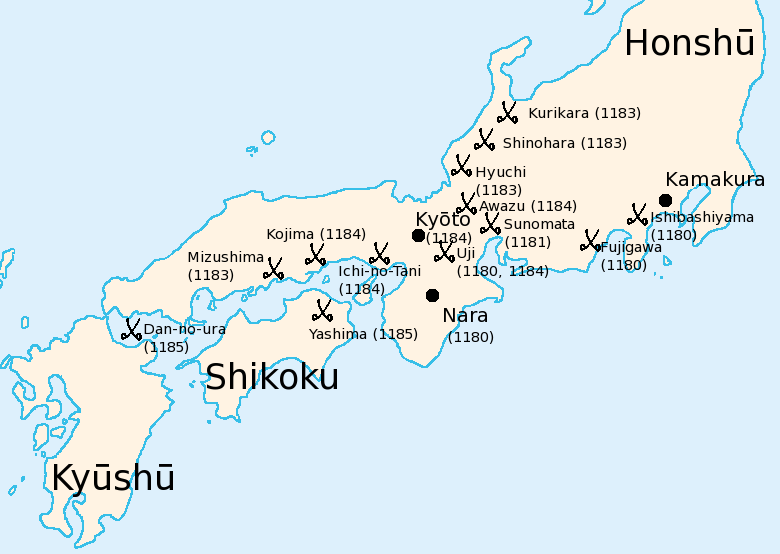 Honshū
Kurikara (1183)
Shinohara (1183)
Hyuchi
(1183)
Kamakura
Awazu (1184)
Kyōto
(1184)
Sunomata
(1181)
Ishibashiyama
(1180)
Kojima (1184)
Fujigawa
(1180)
Uji
(1180, 1184)
Mizushima
(1183)
Ichi-no-Tani
(1184)
Nara
(1180)
Dan-no-ura
(1185)
Yashima (1185)
Shikoku
Kyūshū